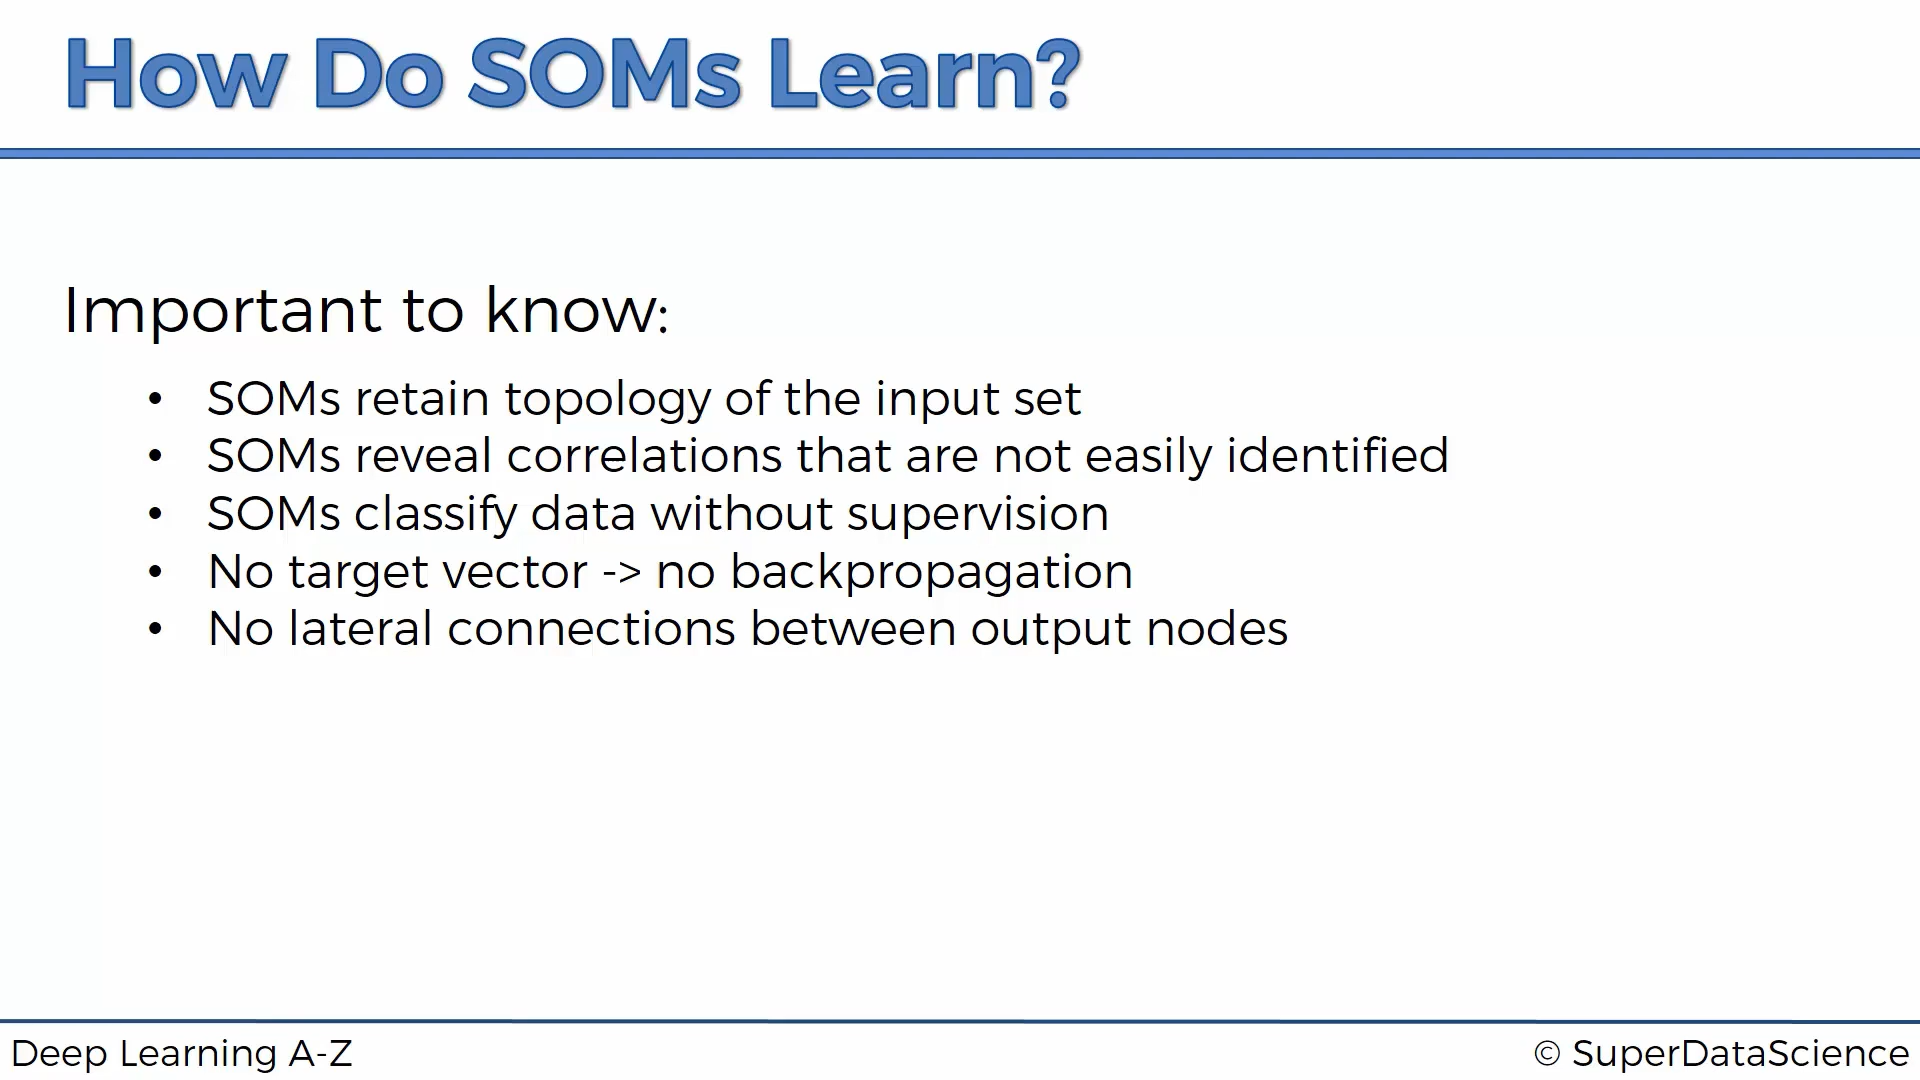 How Do SOMs Learn?
Important to know:
• SOMs retain topology of the input set
• SOMs reveal correlations that are not easily identified
• SOMs classify data without supervision
• No target vector -> no backpropagation
• No lateral connections between output nodes
Deep Learning A-Z
© SuperDataScience